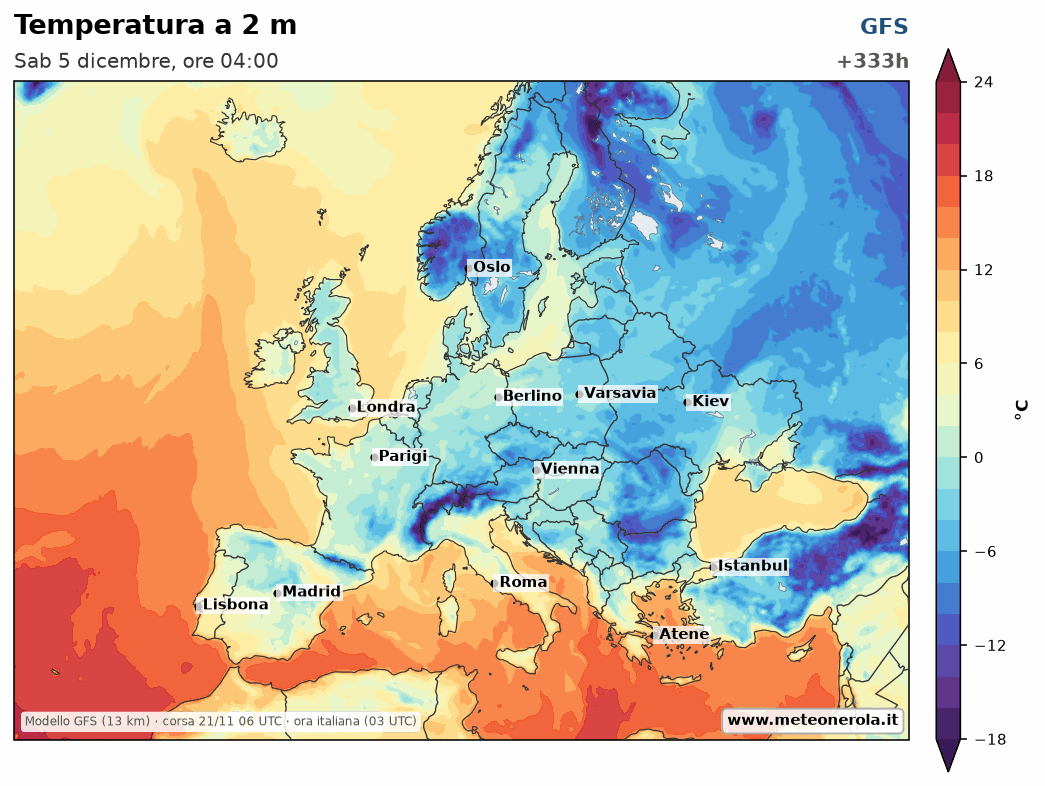 Temperatura a 2 m
GFS
Sab 5 dicembre, ore 04:00
+333h
24
18
12
6
0
−6
−12
−18
°C
Oslo
Berlino
Varsavia
Kiev
Londra
Parigi
Vienna
Istanbul
Roma
Madrid
Lisbona
Atene
Modello GFS (13 km) · corsa 21/11 06 UTC · ora italiana (03 UTC)
www.meteonerola.it